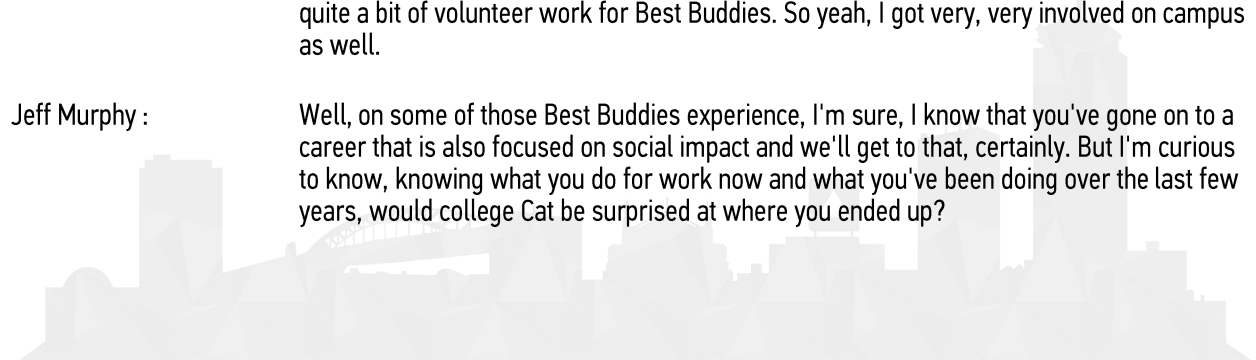 quite a bit of volunteer work for Best Buddies. So yeah, I got very, very involved on campus
as well.
Jeff Murphy : Well, on some of those Best Buddies experience, I'm sure, I know that you've gone on to a
career that is also focused on social impact and we'll get to that, certainly. But I'm curious
to know, knowing what you do for work now and what you've been doing over the last few
years, would college Cat be surprised at where you ended up?